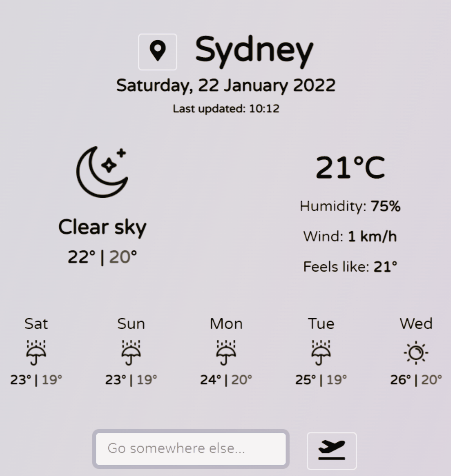 Sydney
Saturday, 22 January 2022
Last updated: 10:12
Clear sky
22° | 20°
21°C
Humidity: 75%
Wind: 1 km/h
Feels like: 21°
Sat Sun Mon Tue Wed
23° | 19° 23° | 19° 24° | 20° 25° | 19° 26° | 20°
Go somewhere else...